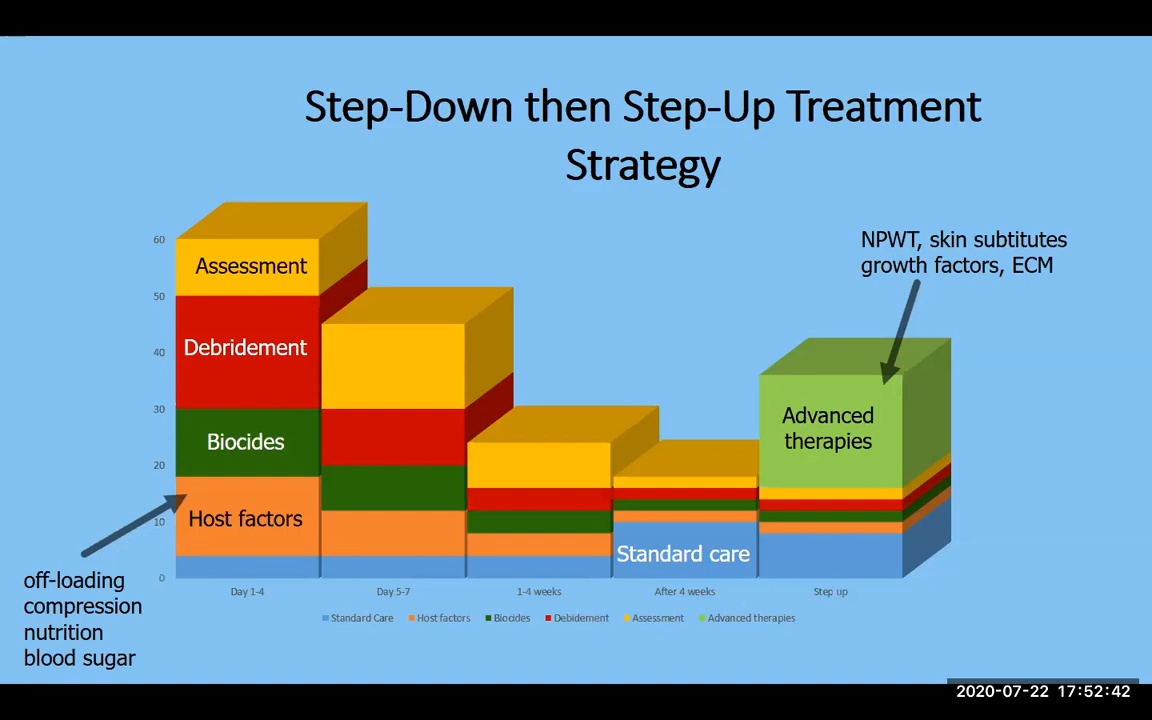 Step-Down then Step-Up Treatment
Strategy
NPWT, skin subtitutes
growth factors, ECM
60
50
40
30
20
10
0
Assessment
Debridement
Biocides
Host factors
Advanced
therapies
Standard care
off-loading
compression
nutrition
blood sugar
Day 1-4
Day 5-7
1-4 weeks
After 4 weeks
Step up
Standard Care
Host factors
Biocides
Debidement
Assessment
Advanced therapies
2020-07-22 17:52:42